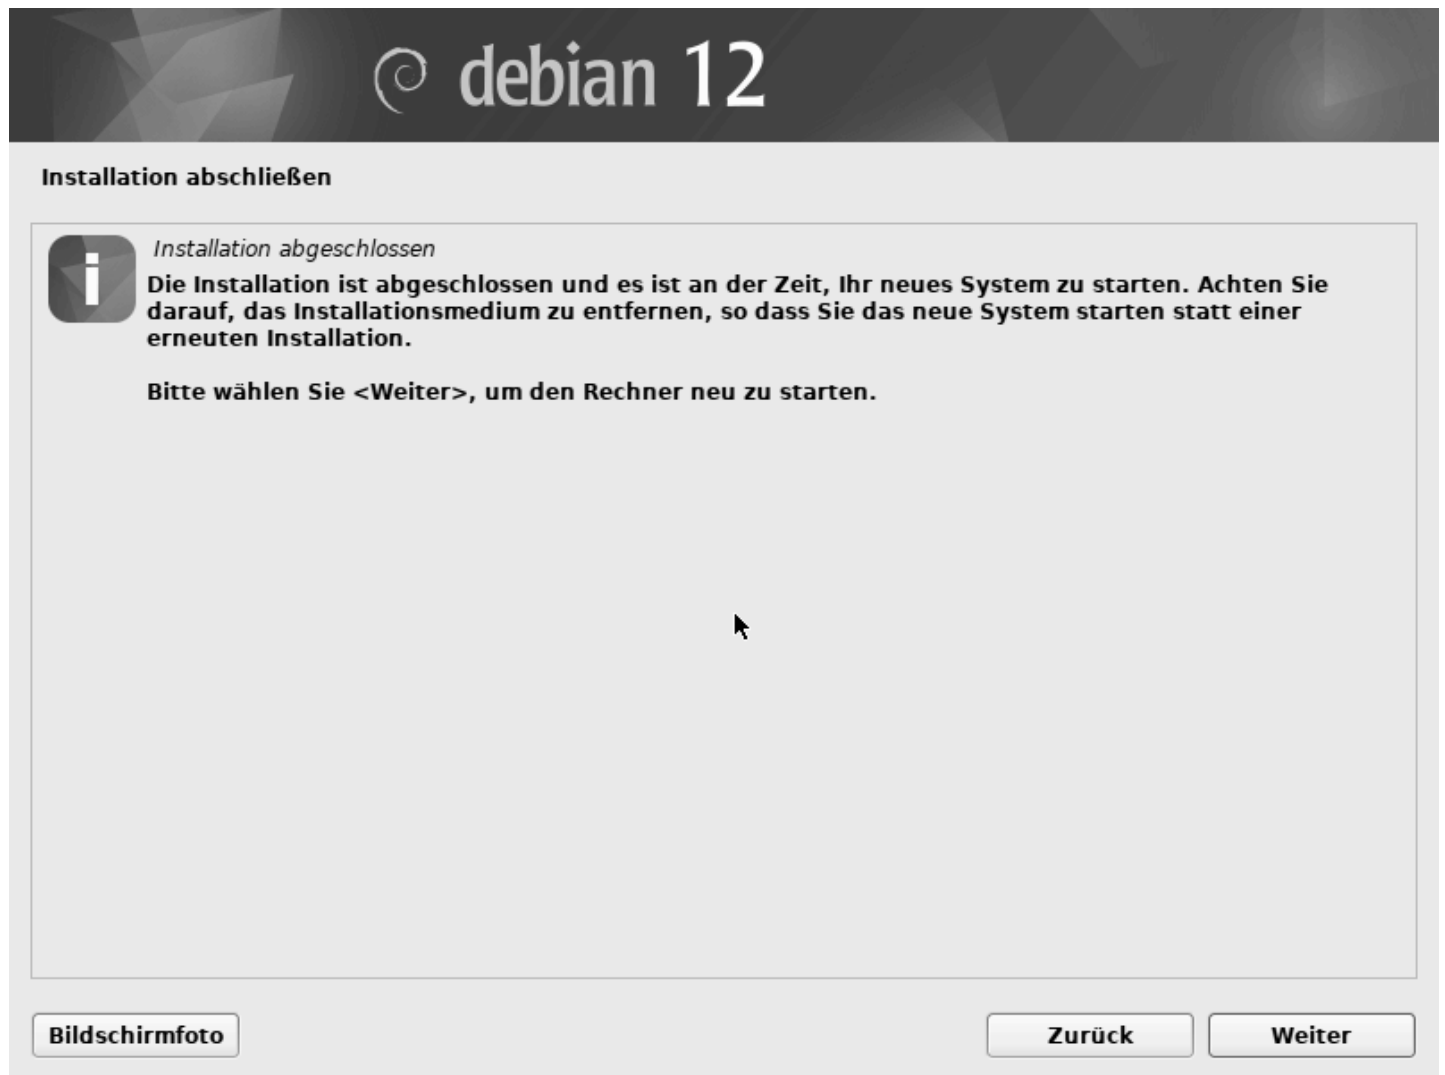 debian 12
Installation abschließen
Installation abgeschlossen
Die Installation ist abgeschlossen und es ist an der Zeit, Ihr neues System zu starten. Achten Sie
darauf, das Installationsmedium zu entfernen, so dass Sie das neue System starten statt einer
erneuten Installation.
Bitte wählen Sie <Weiter>, um den Rechner neu zu starten.
Bildschirmfoto
Zurück
Weiter